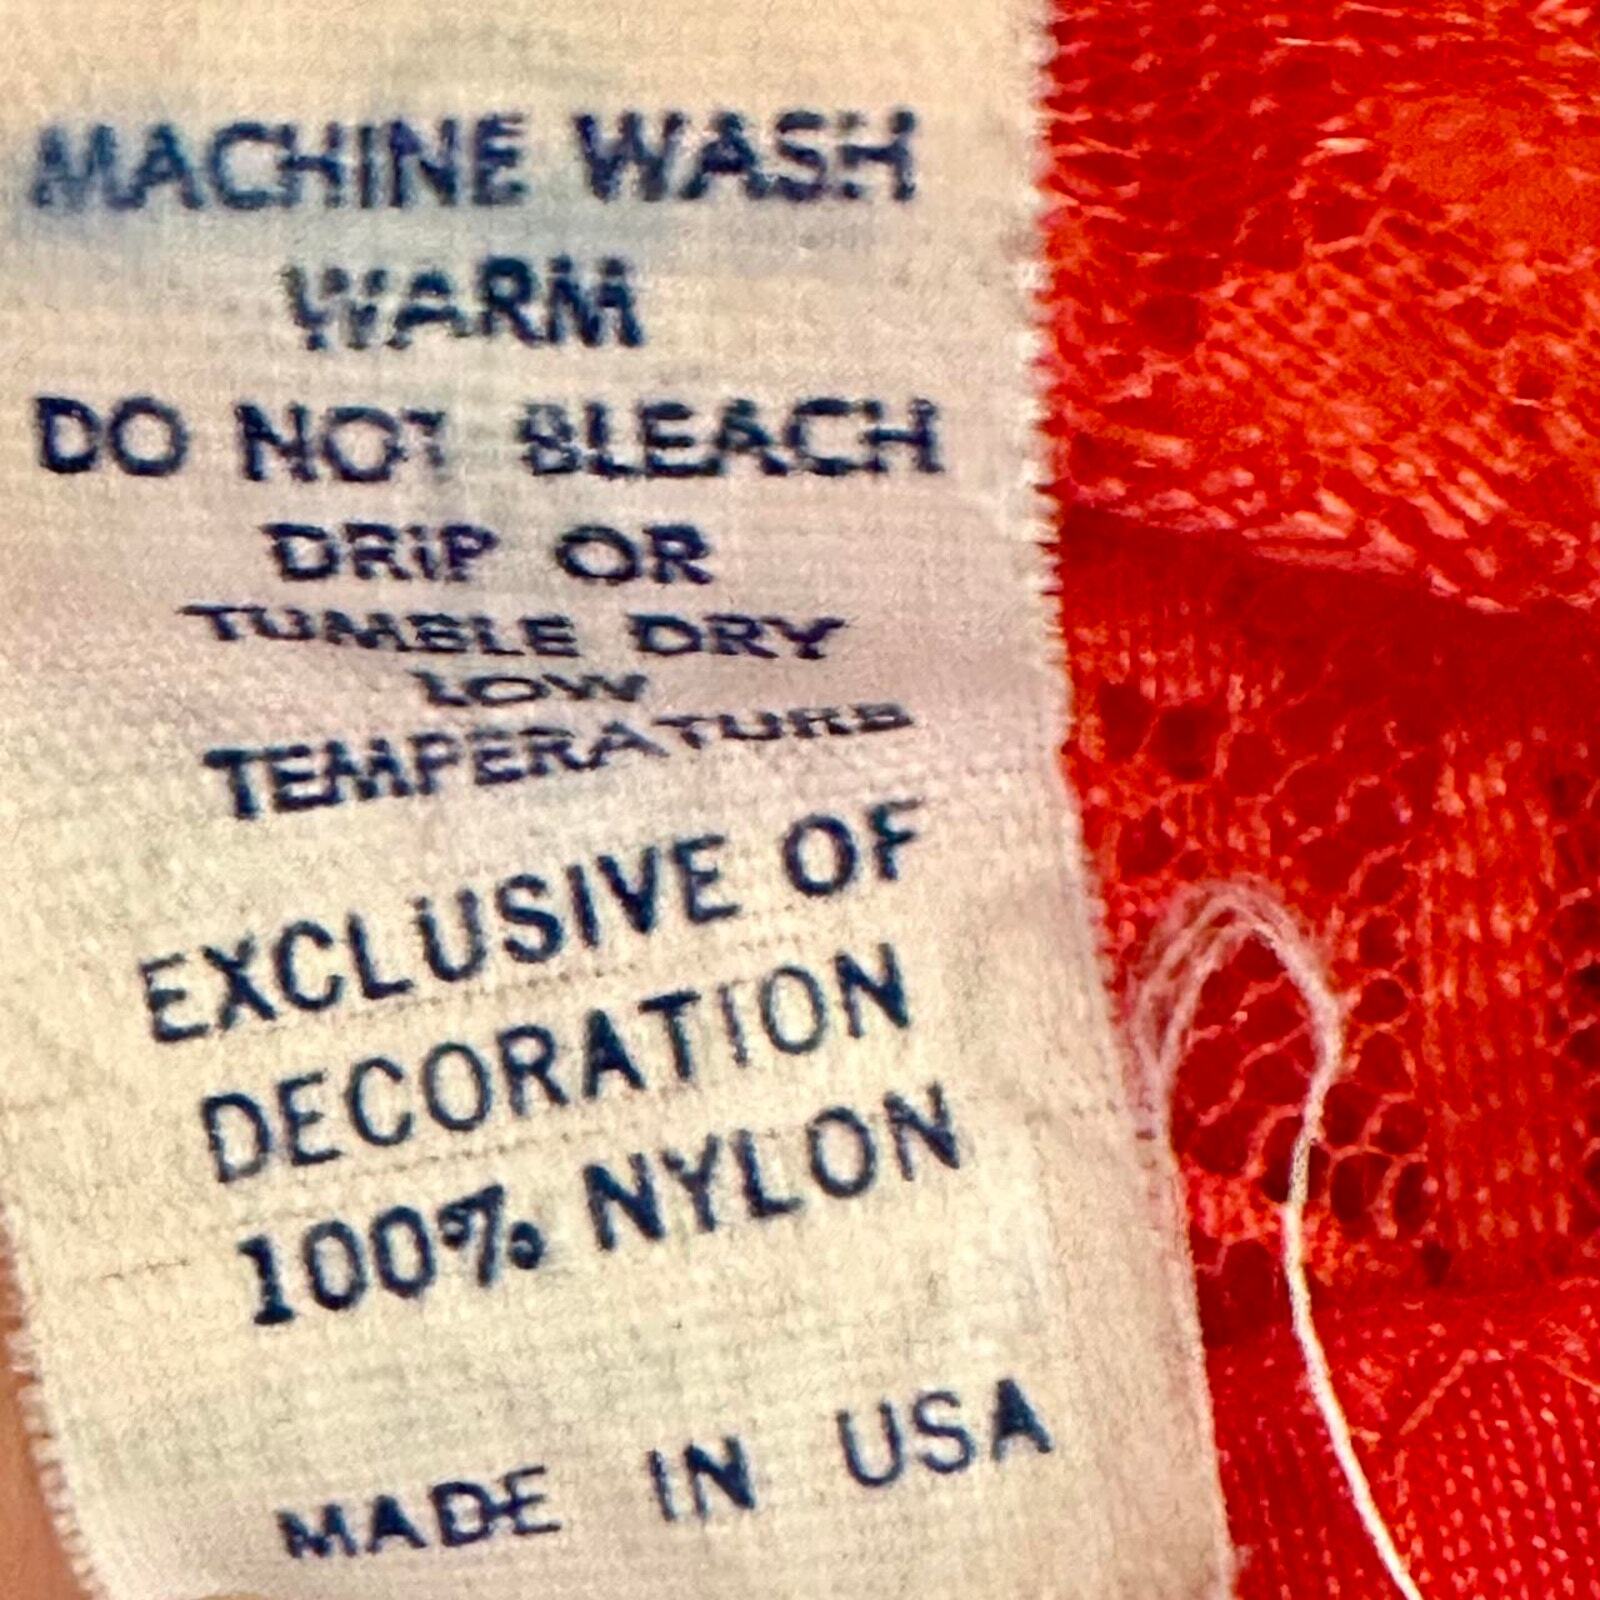 MACHINE WASH
WARM
DO NOT BLEACH
DRIP OR
TUMBLE DRY
LOW
TEMPERATURE
EXCLUSIVE OF
DECORATION
100% NYLON
MADE IN USA